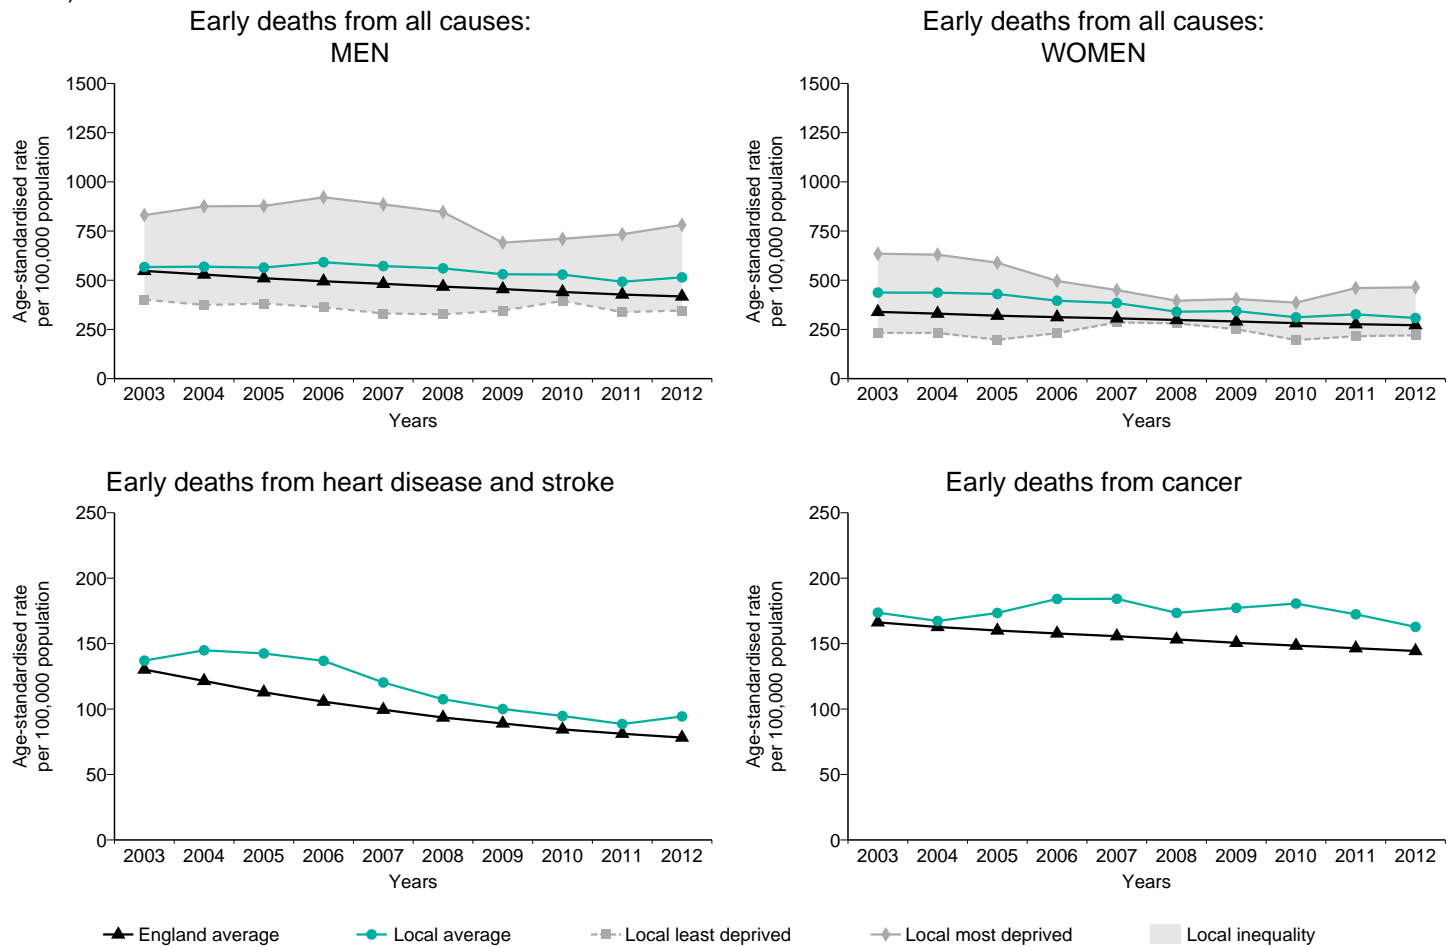 Early deaths from all causes:
MEN
1500
1250
1000
750
500
250
0
Age-standardised rate
per 100,000 population
2003 2004 2005 2006 2007 2008 2009 2010 2011 2012
Years
Early deaths from all causes:
WOMEN
1500
1250
1000
750
500
250
0
Age-standardised rate
per 100,000 population
2003 2004 2005 2006 2007 2008 2009 2010 2011 2012
Years
Early deaths from heart disease and stroke
250
200
150
100
50
0
Age-standardised rate
per 100,000 population
2003 2004 2005 2006 2007 2008 2009 2010 2011 2012
Years
Early deaths from cancer
250
200
150
100
50
0
Age-standardised rate
per 100,000 population
2003 2004 2005 2006 2007 2008 2009 2010 2011 2012
Years
England average Local average Local least deprived Local most deprived Local inequality